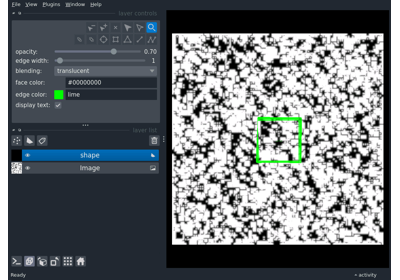 File View Plugins Window Help
layer controls
opacity: 0.70
edge width: 1
blending: translucent
face color: #00000000
edge color: lime
display text:
layer list
shape
Image
Ready
activity